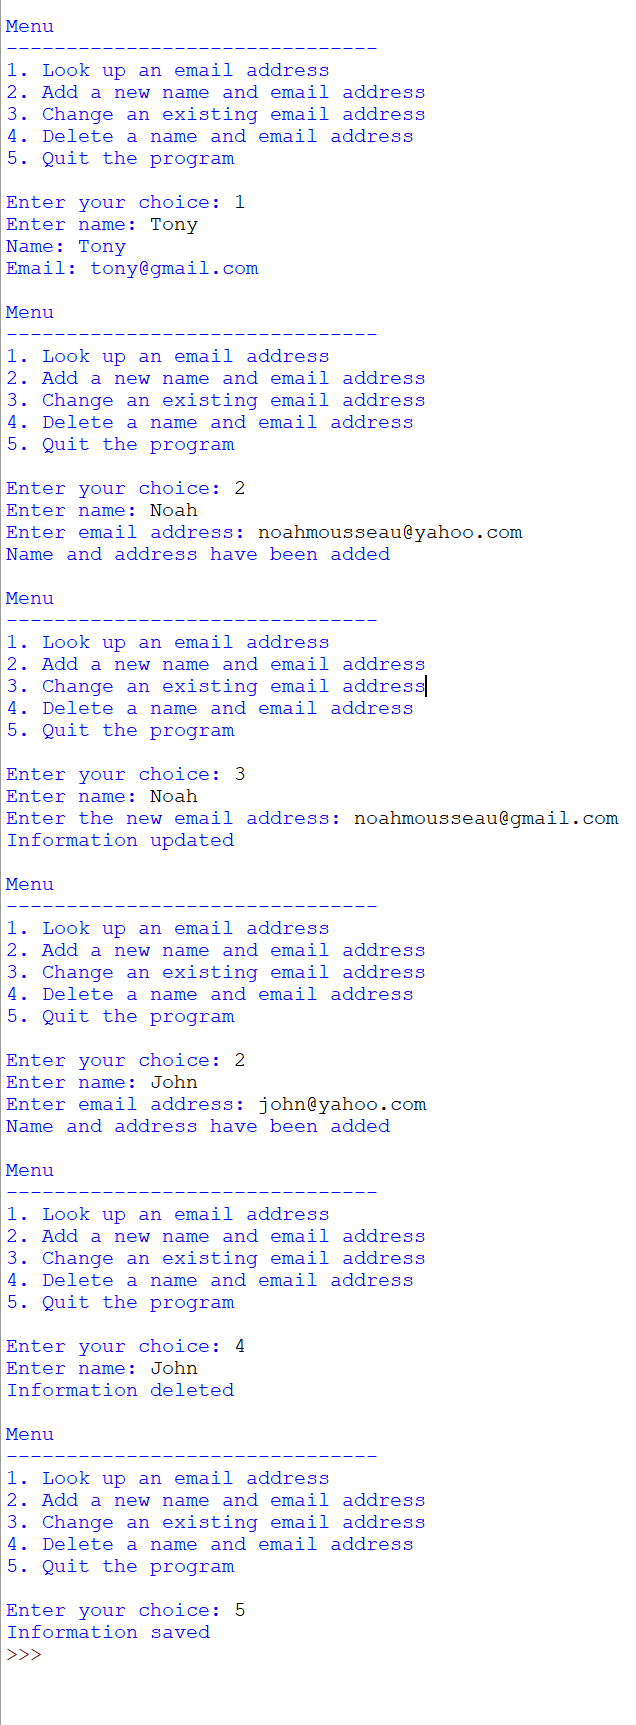 Menu
-------------------------------
1. Look up an email address
2. Add a new name and email address
3. Change an existing email address
4. Delete a name and email address
5. Quit the program
Enter your choice: 1
Enter name: Tony
Name: Tony
Email: tony@gmail.com
Menu
-------------------------------
1. Look up an email address
2. Add a new name and email address
3. Change an existing email address
4. Delete a name and email address
5. Quit the program
Enter your choice: 2
Enter name: Noah
Enter email address: noahmousseau@yahoo.com
Name and address have been added
Menu
-------------------------------
1. Look up an email address
2. Add a new name and email address
3. Change an existing email address
4. Delete a name and email address
5. Quit the program
Enter your choice: 3
Enter name: Noah
Enter the new email address: noahmousseau@gmail.com
Information updated
Menu
-------------------------------
1. Look up an email address
2. Add a new name and email address
3. Change an existing email address
4. Delete a name and email address
5. Quit the program
Enter your choice: 2
Enter name: John
Enter email address: john@yahoo.com
Name and address have been added
Menu
-------------------------------
1. Look up an email address
2. Add a new name and email address
3. Change an existing email address
4. Delete a name and email address
5. Quit the program
Enter your choice: 4
Enter name: John
Information deleted
Menu
-------------------------------
1. Look up an email address
2. Add a new name and email address
3. Change an existing email address
4. Delete a name and email address
5. Quit the program
Enter your choice: 5
Information saved
>>>